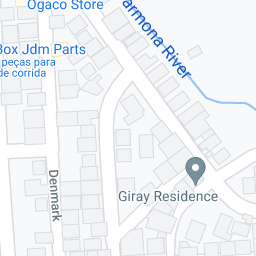 Ogaco Store
armona River
Box Jdm Parts
peças para
de corrida
Denmark
Giray Residence